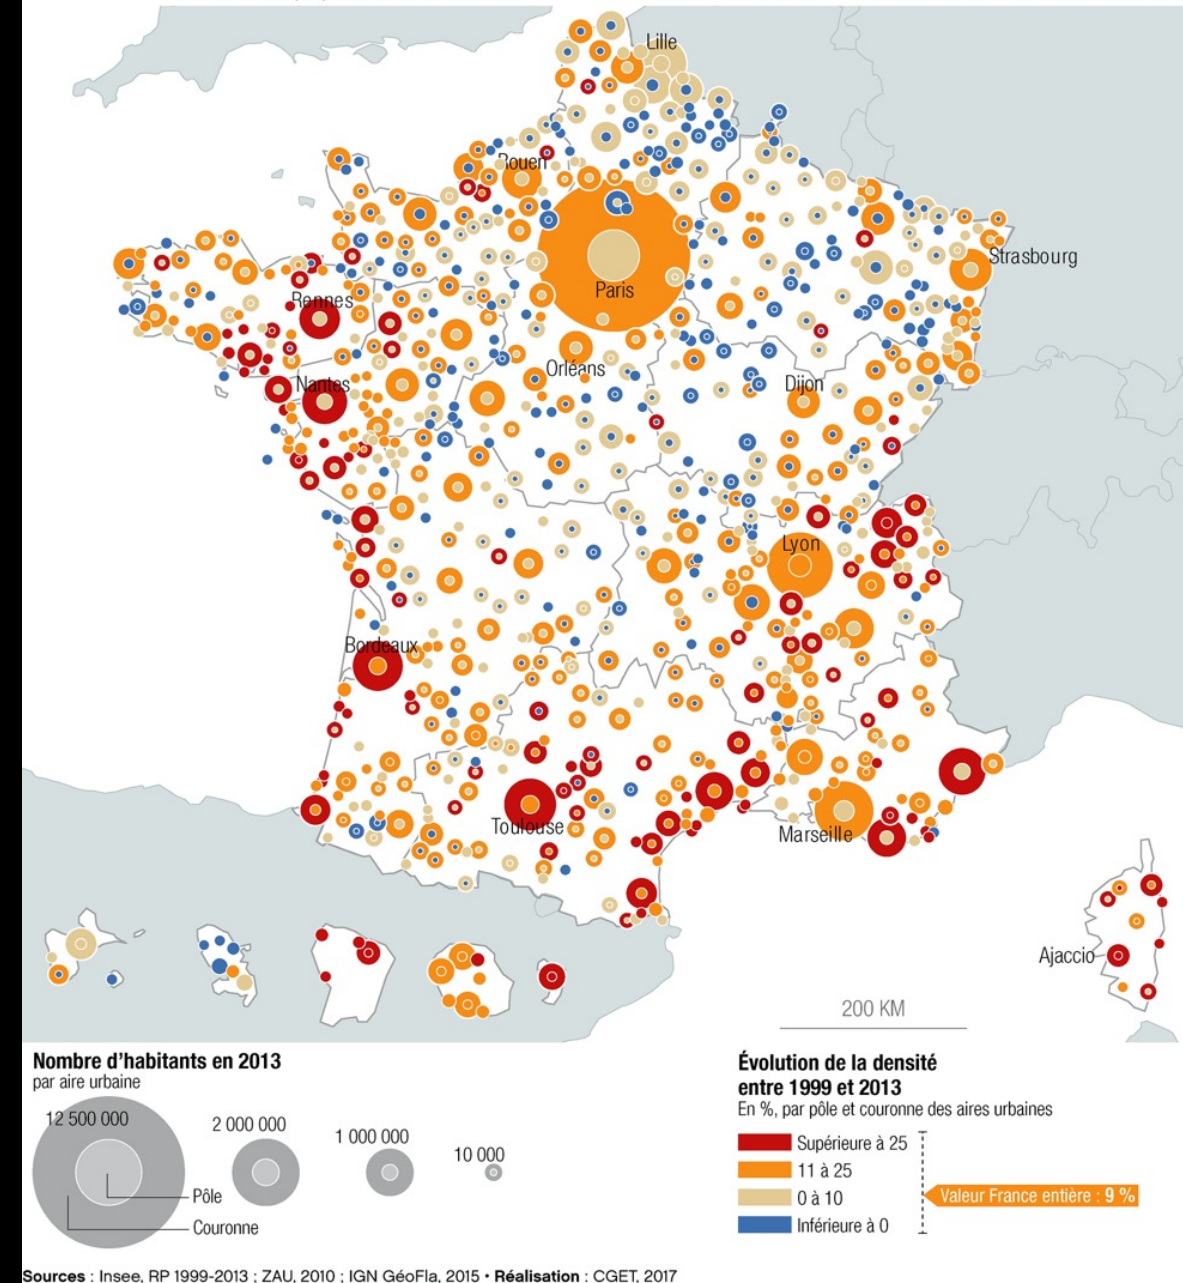 Lille
Rouen
Strasbourg
Paris
Rennes
Orléans
Nantes
Dijon
Lyon
Bordeaux
Toulouse
Marseille
Ajaccio
200 KM
Nombre d’habitants en 2013
par aire urbaine
12 500 000
2 000 000
1 000 000
10 000
Pôle
Couronne
Évolution de la densité
entre 1999 et 2013
En %, par pôle et couronne des aires urbaines
Supérieure à 25
11 à 25
0 à 10
Inférieure à 0
Valeur France entière : 9 %
Sources : Insee, RP 1999-2013 ; ZAU, 2010 ; IGN GéoFla, 2015 • Réalisation : CGET, 2017